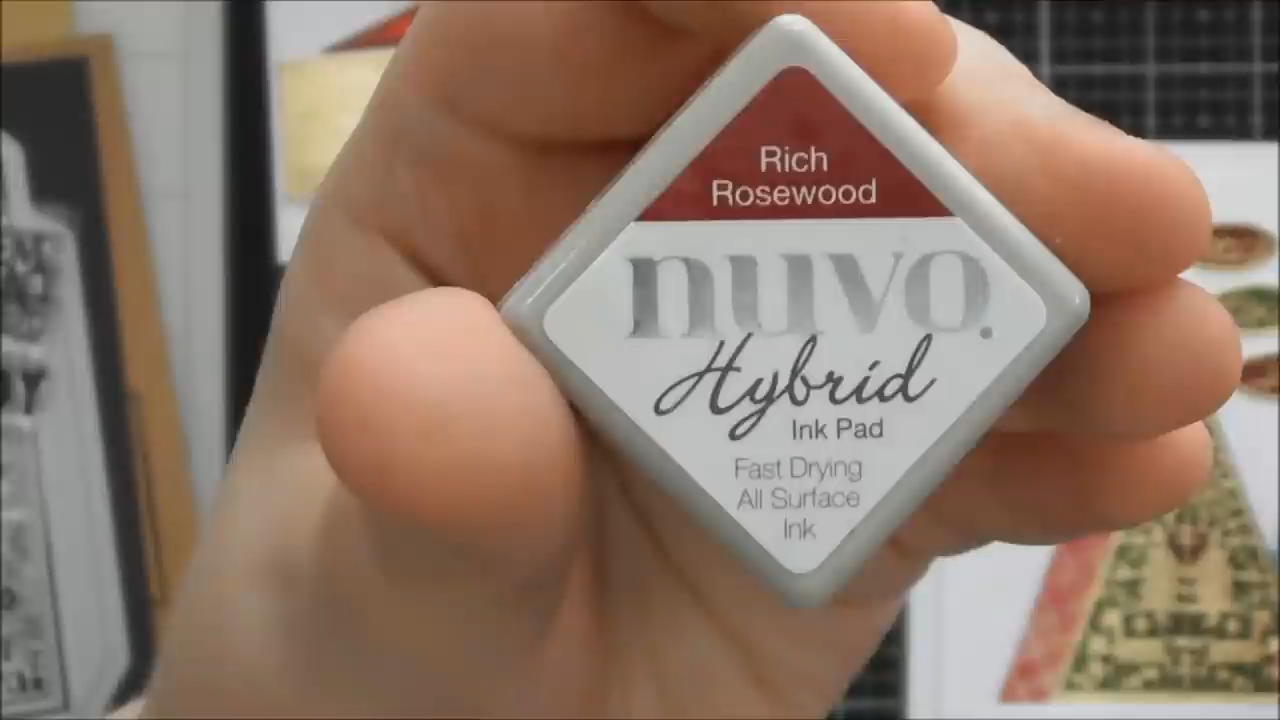 Rich
Rosewood
nuvo.
Hybrid
Ink Pad
Fast Drying
All Surface
Ink